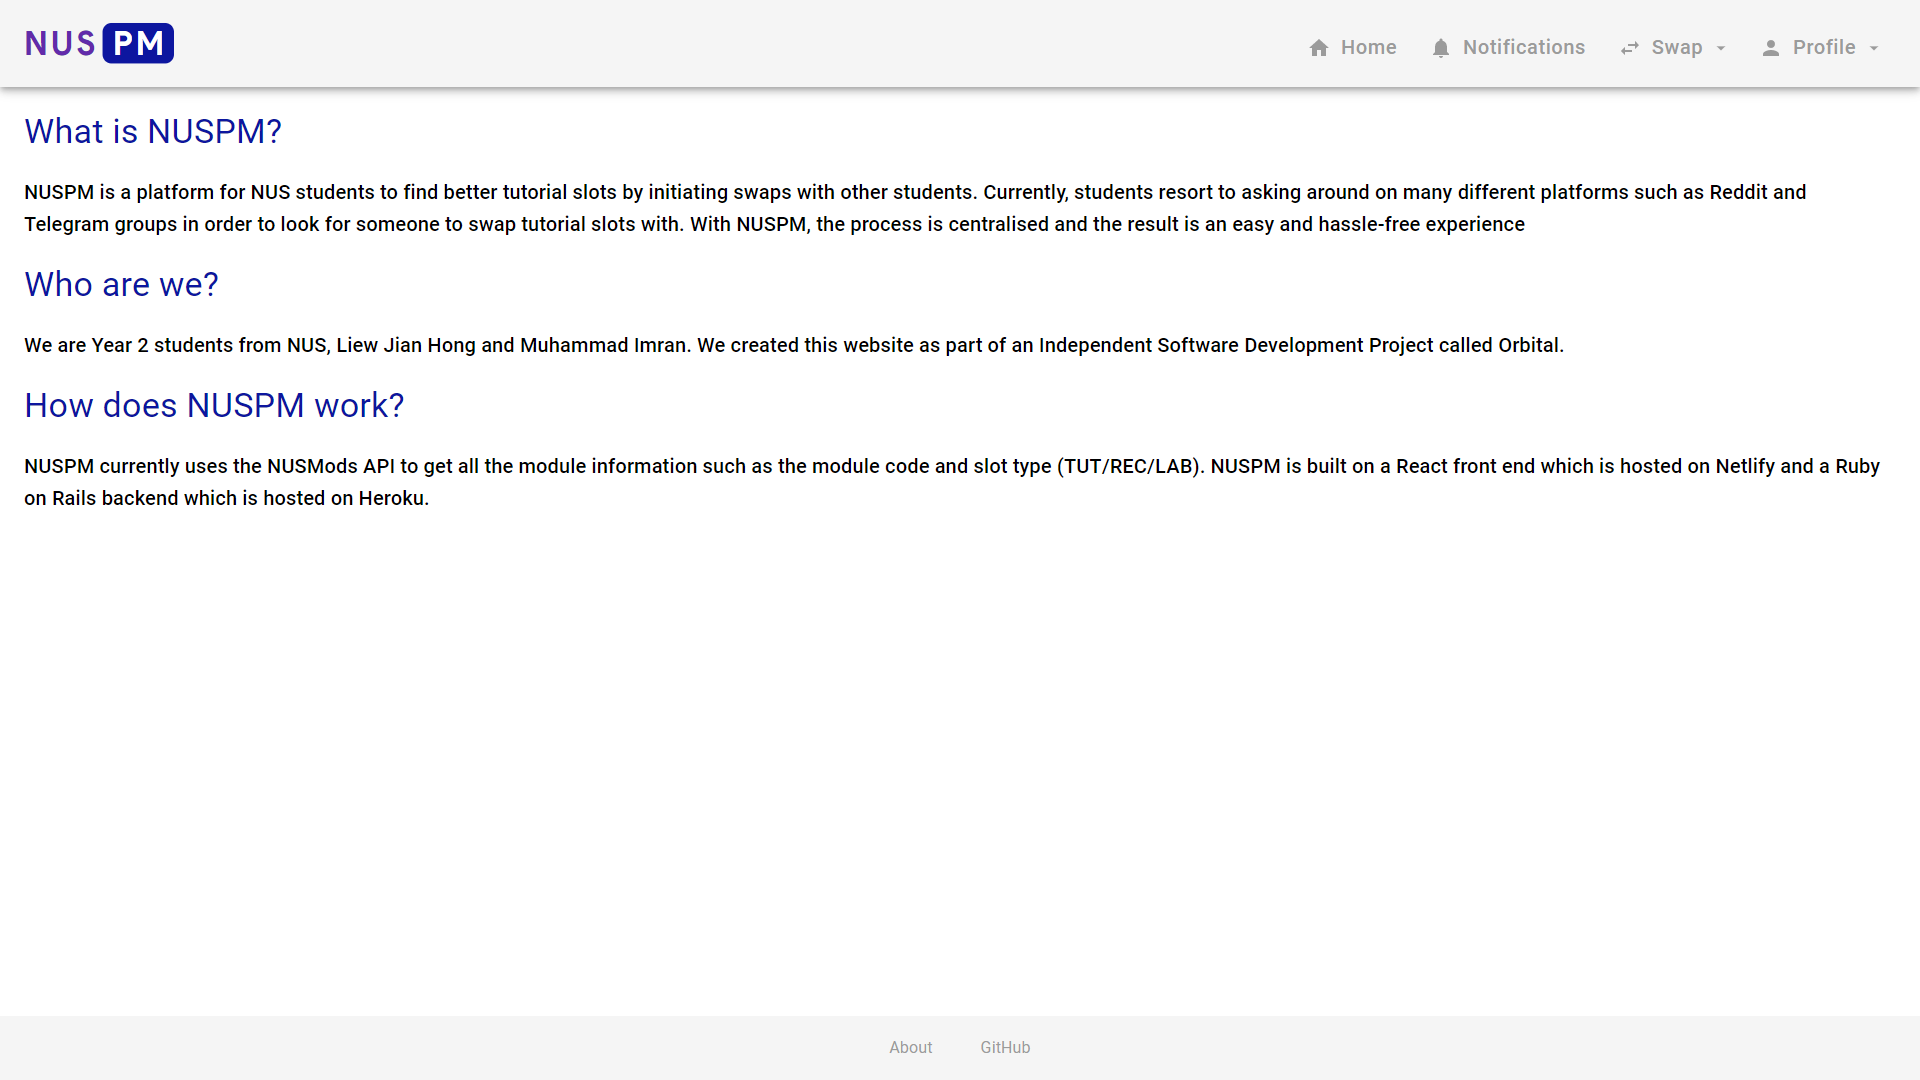 NUS PM
Home Notifications Swap Profile
What is NUSPM?
NUSPM is a platform for NUS students to find better tutorial slots by initiating swaps with other students. Currently, students resort to asking around on many different platforms such as Reddit and
Telegram groups in order to look for someone to swap tutorial slots with. With NUSPM, the process is centralised and the result is an easy and hassle-free experience
Who are we?
We are Year 2 students from NUS, Liew Jian Hong and Muhammad Imran. We created this website as part of an Independent Software Development Project called Orbital.
How does NUSPM work?
NUSPM currently uses the NUSMods API to get all the module information such as the module code and slot type (TUT/REC/LAB). NUSPM is built on a React front end which is hosted on Netlify and a Ruby
on Rails backend which is hosted on Heroku.
About GitHub